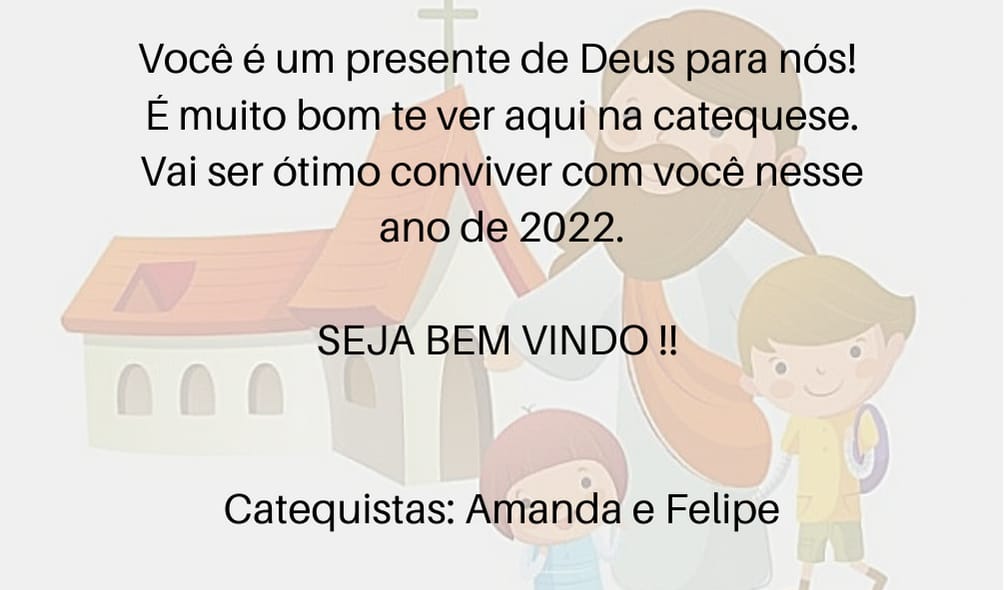 Você é um presente de Deus para nós!
É muito bom te ver aqui na catequese.
Vai ser ótimo conviver com você nesse
ano de 2022.
SEJA BEM VINDO !!
Catequistas: Amanda e Felipe